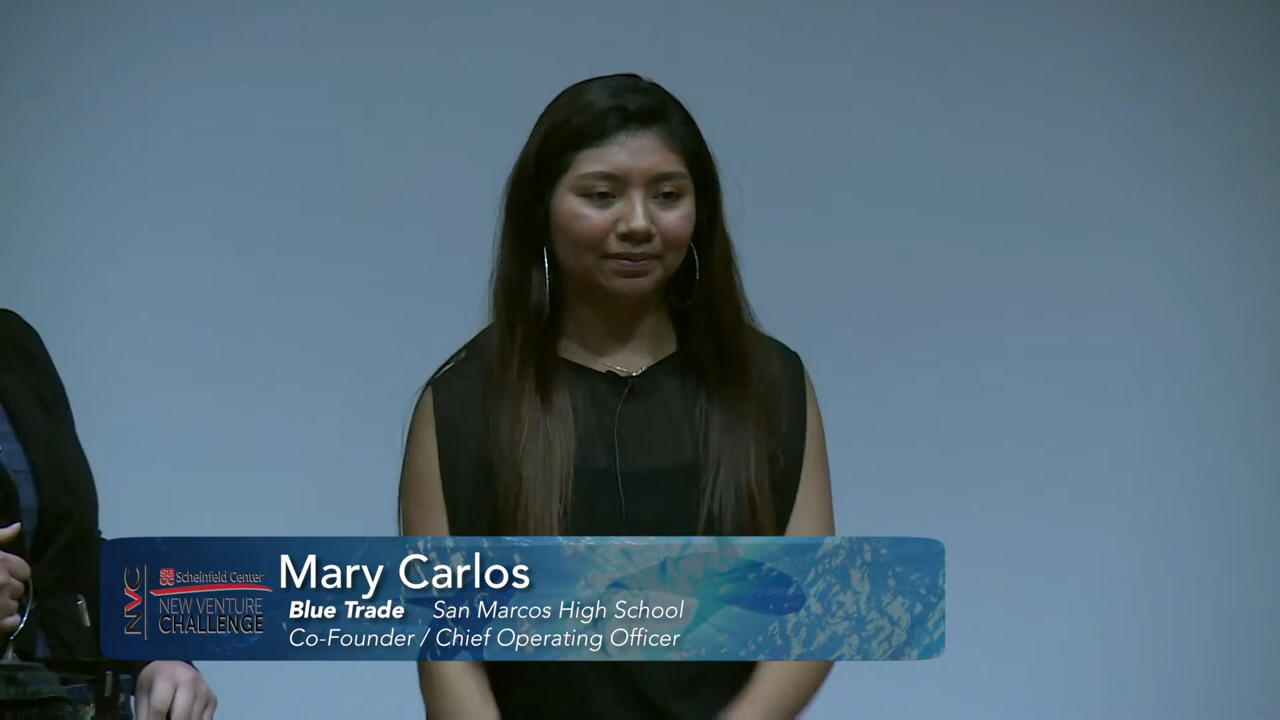 Mary Carlos
Blue Trade San Marcos High School
Co-Founder / Chief Operating Officer
NVC
SBCC Scheinfeld Center
NEW VENTURE
CHALLENGE